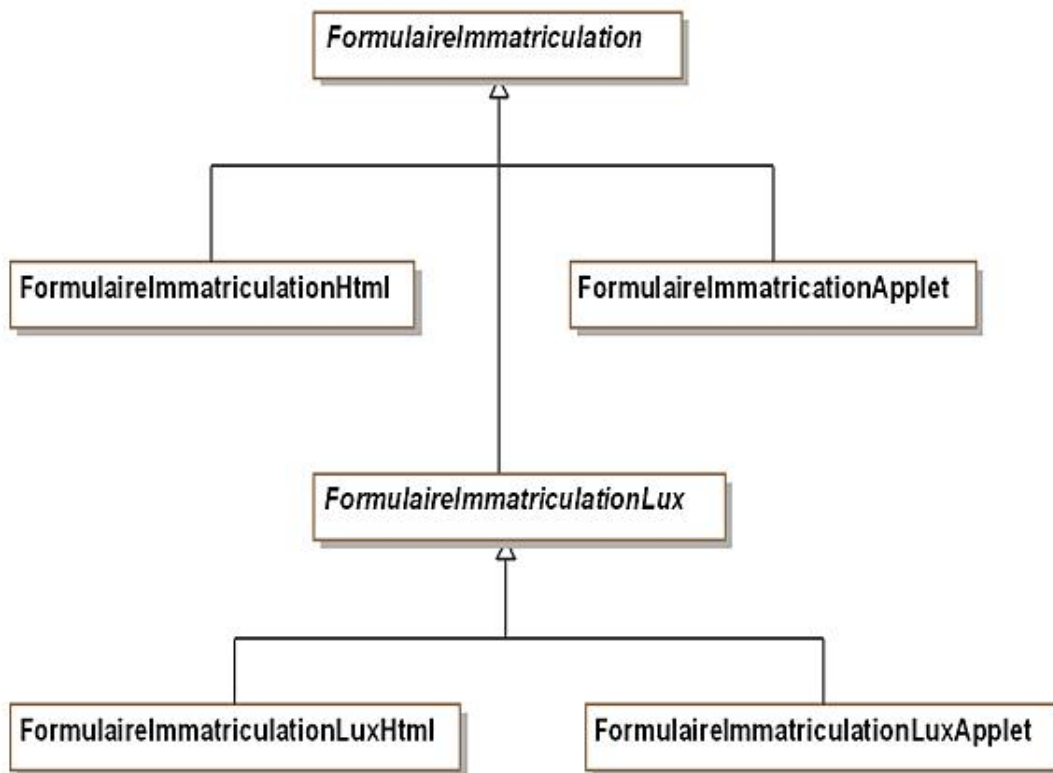 FormulaireImmatriculation
FormulaireImmatriculationHtml
FormulaireImmatricationApplet
FormulaireImmatriculationLux
FormulaireImmatriculationLuxHtml
FormulaireImmatriculationLuxApplet